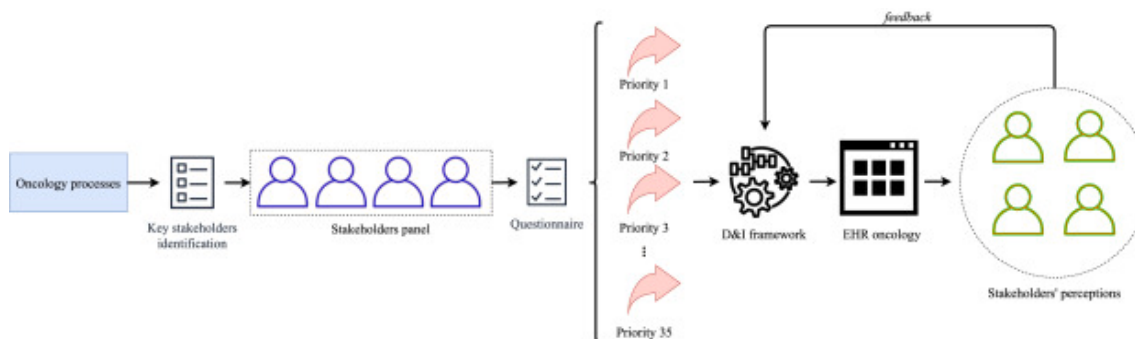 feedback
Priority 1
Priority 2
Priority 3
⋮
Priority 35
Oncology processes
Key stakeholders
identification
Stakeholders panel
Questionnaire
D&I framework
EHR oncology
Stakeholders' perceptions